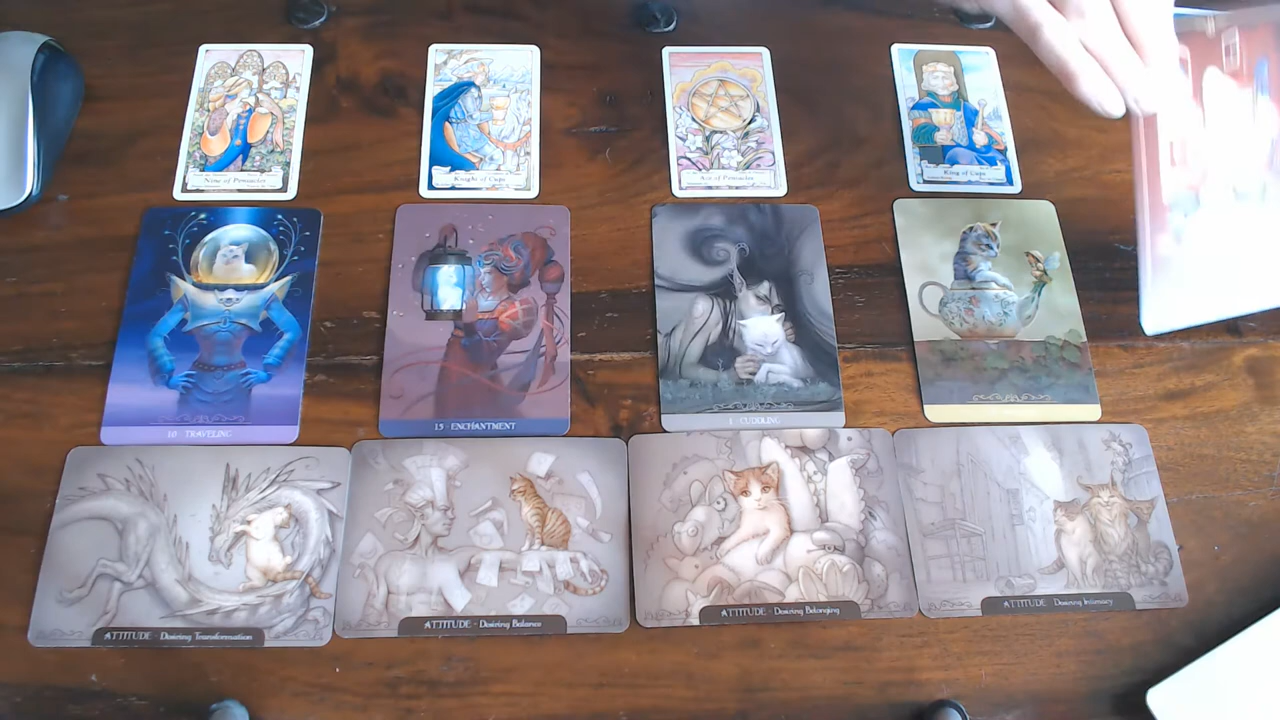 Nine of Pentacles
Knight of Cups
Ace of Pentacles
King of Cups
10 - TRAVELING
15 - ENCHANTMENT
1 - CUDDLING
ATTITUDE - Desiring Transformation
ATTITUDE - Desiring Balance
ATTITUDE - Desiring Belonging
ATTITUDE - Desiring Intimacy